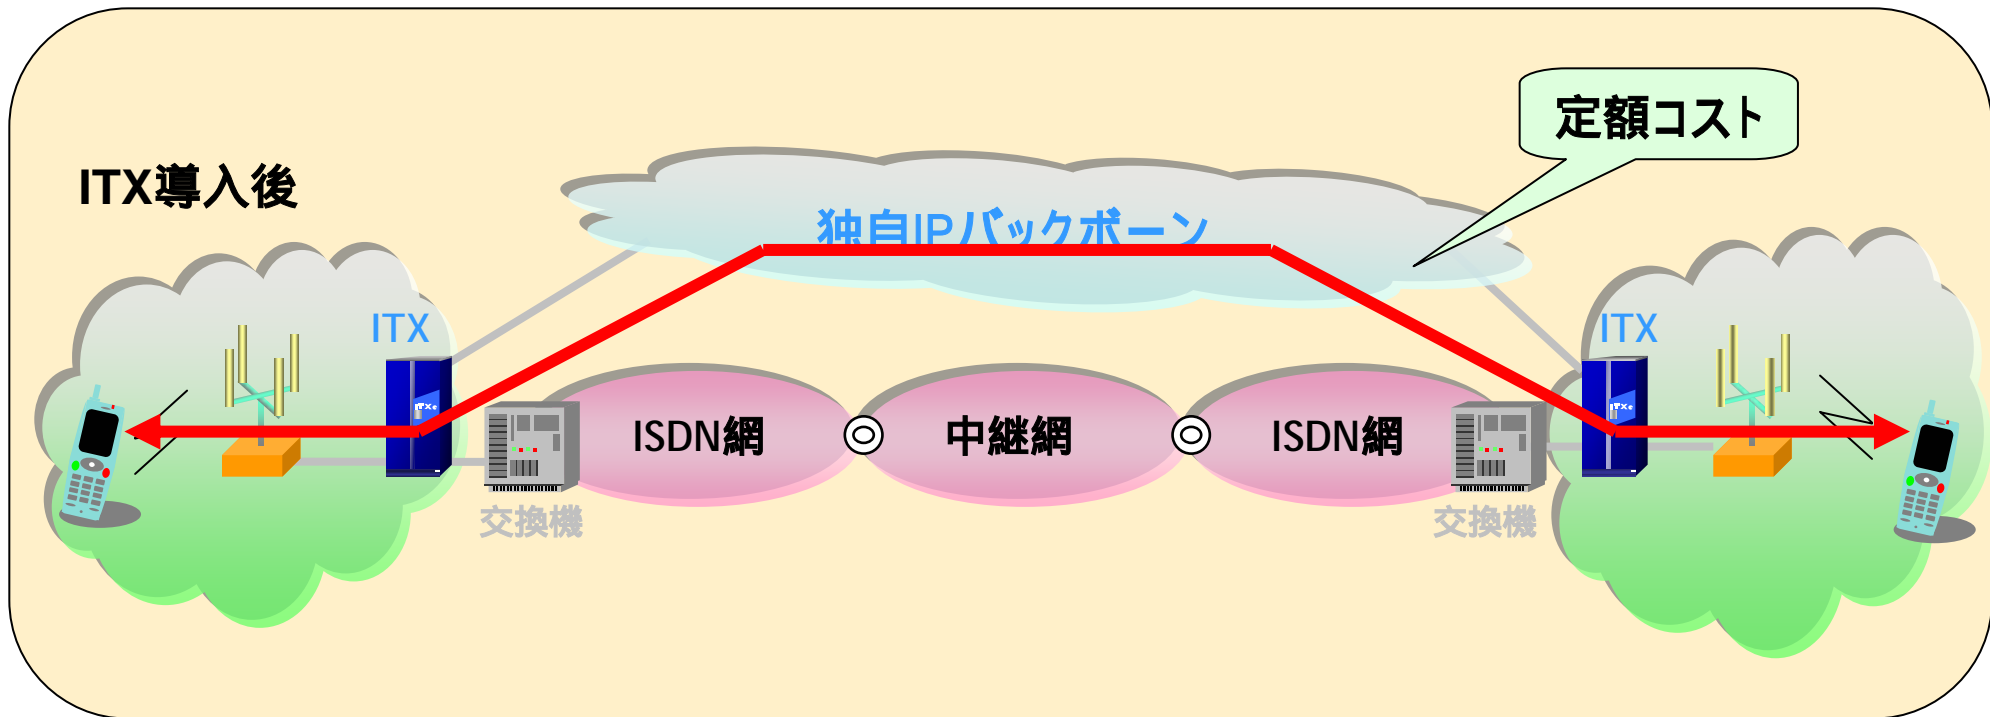 定額コスト
ITX導入後
独自IPバックボーン
ITX
ITX
ISDN網
中継網
ISDN網
交換機
交換機